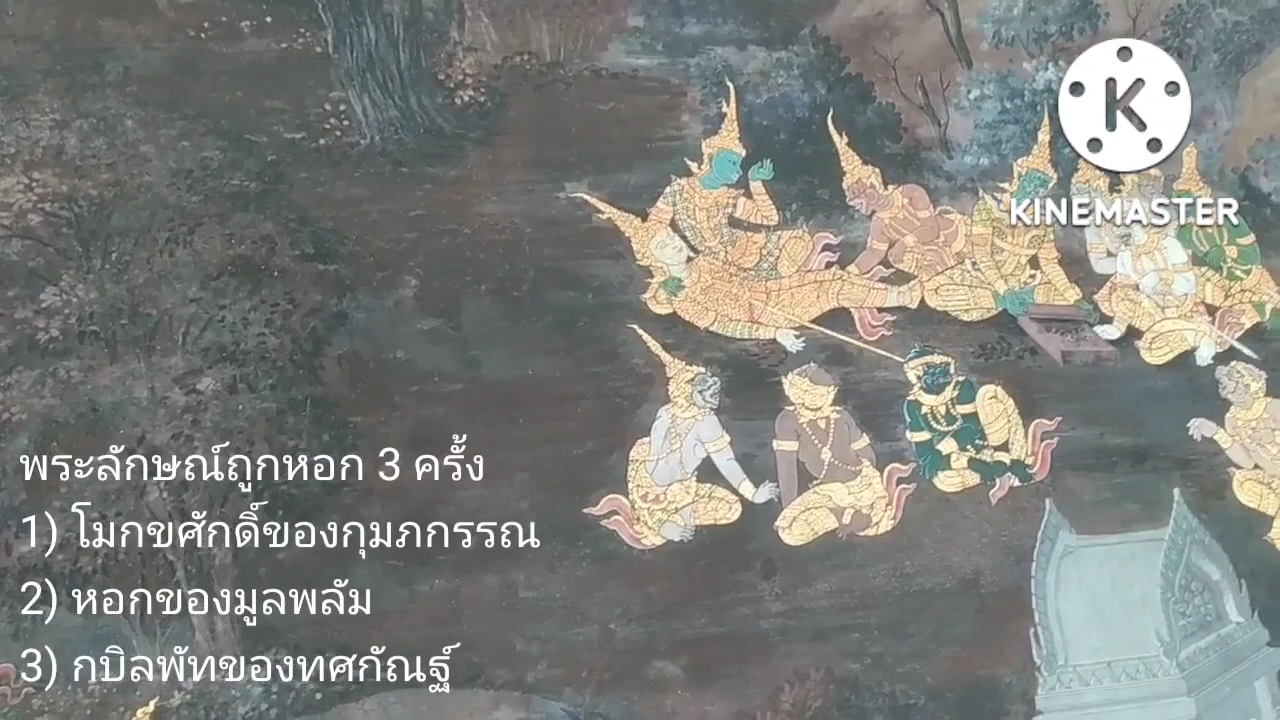 KINEMASTER
พระลักษณ์ถูกหอก 3 ครั้ง
1) โมกขศักดิ์ของกุมภกรรณ
2) หอกของมูลพลัม
3) กบิลพัทของทศกัณฐ์